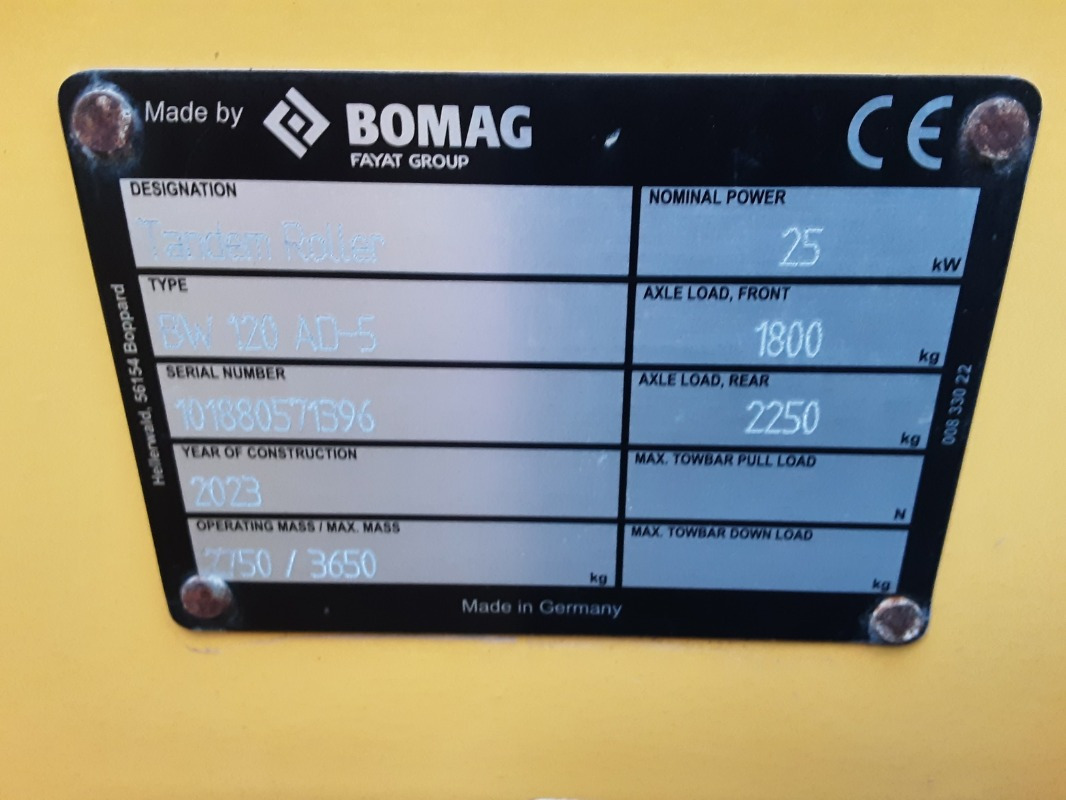 Made by BOMAG
FAYAT GROUP
CE
DESIGNATION
Tandem Roller
NOMINAL POWER
25 kW
TYPE
BW 120 AD-5
AXLE LOAD, FRONT
1800 kg
SERIAL NUMBER
101880571396
AXLE LOAD, REAR
2250 kg
YEAR OF CONSTRUCTION
2023
MAX. TOWBAR PULL LOAD
N
OPERATING MASS / MAX. MASS
/ 3650 kg
MAX. TOWBAR DOWN LOAD
kg
Made in Germany
Hellerwald, 56154 Boppard
008 330 22